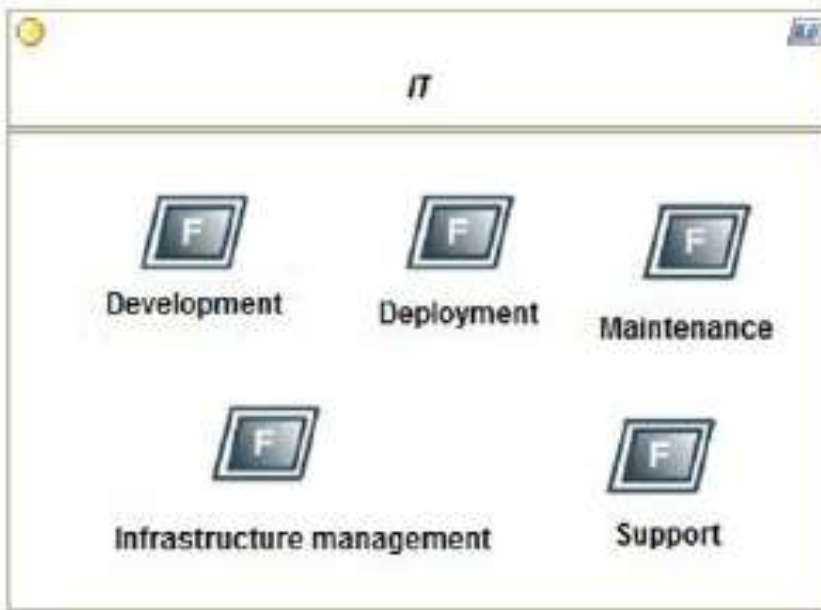 IT
F
F
F
Development
Deployment
Maintenance
F
F
Infrastructure management
Support